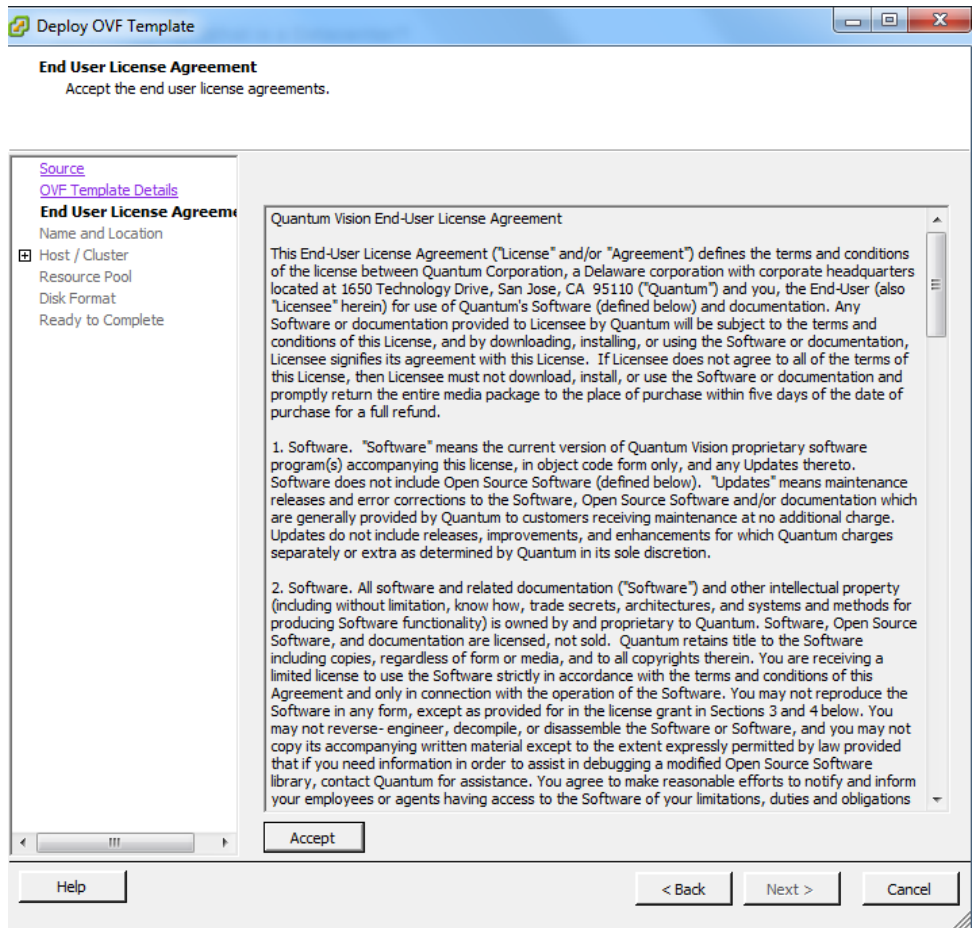 Deploy OVF Template
End User License Agreement
Accept the end user license agreements.
Source
OVF Template Details
End User License Agreeme
Name and Location
Host / Cluster
Resource Pool
Disk Format
Ready to Complete
Quantum Vision End-User License Agreement
This End-User License Agreement ("License" and/or "Agreement") defines the terms and conditions
of the license between Quantum Corporation, a Delaware corporation with corporate headquarters
located at 1650 Technology Drive, San Jose, CA  95110 ("Quantum") and you, the End-User (also
"Licensee" herein) for use of Quantum's Software (defined below) and documentation. Any
Software or documentation provided to Licensee by Quantum will be subject to the terms and
conditions of this License, and by downloading, installing, or using the Software or documentation,
Licensee signifies its agreement with this License.  If Licensee does not agree to all of the terms of
this License, then Licensee must not download, install, or use the Software or documentation and
promptly return the entire media package to the place of purchase within five days of the date of
purchase for a full refund.
1. Software.  "Software" means the current version of Quantum Vision proprietary software
program(s) accompanying this license, in object code form only, and any Updates thereto.
Software does not include Open Source Software (defined below).  "Updates" means maintenance
releases and error corrections to the Software, Open Source Software and/or documentation which
are generally provided by Quantum to customers receiving maintenance at no additional charge.
Updates do not include releases, improvements, and enhancements for which Quantum charges
separately or extra as determined by Quantum in its sole discretion.
2. Software. All software and related documentation ("Software") and other intellectual property
(including without limitation, know how, trade secrets, architectures, and systems and methods for
producing Software functionality) is owned by and proprietary to Quantum. Software, Open Source
Software, and documentation are licensed, not sold.  Quantum retains title to the Software
including copies, regardless of form or media, and to all copyrights therein. You are receiving a
limited license to use the Software strictly in accordance with the terms and conditions of this
Agreement and only in connection with the operation of the Software. You may not reproduce the
Software in any form, except as provided for in the license grant in Sections 3 and 4 below. You
may not reverse- engineer, decompile, or disassemble the Software or Software, and you may not
copy its accompanying written material except to the extent expressly permitted by law provided
that if you need information in order to assist in debugging a modified Open Source Software
library, contact Quantum for assistance. You agree to make reasonable efforts to notify and inform
your employees or agents having access to the Software of your limitations, duties and obligations
Accept
Help
< Back
Next >
Cancel